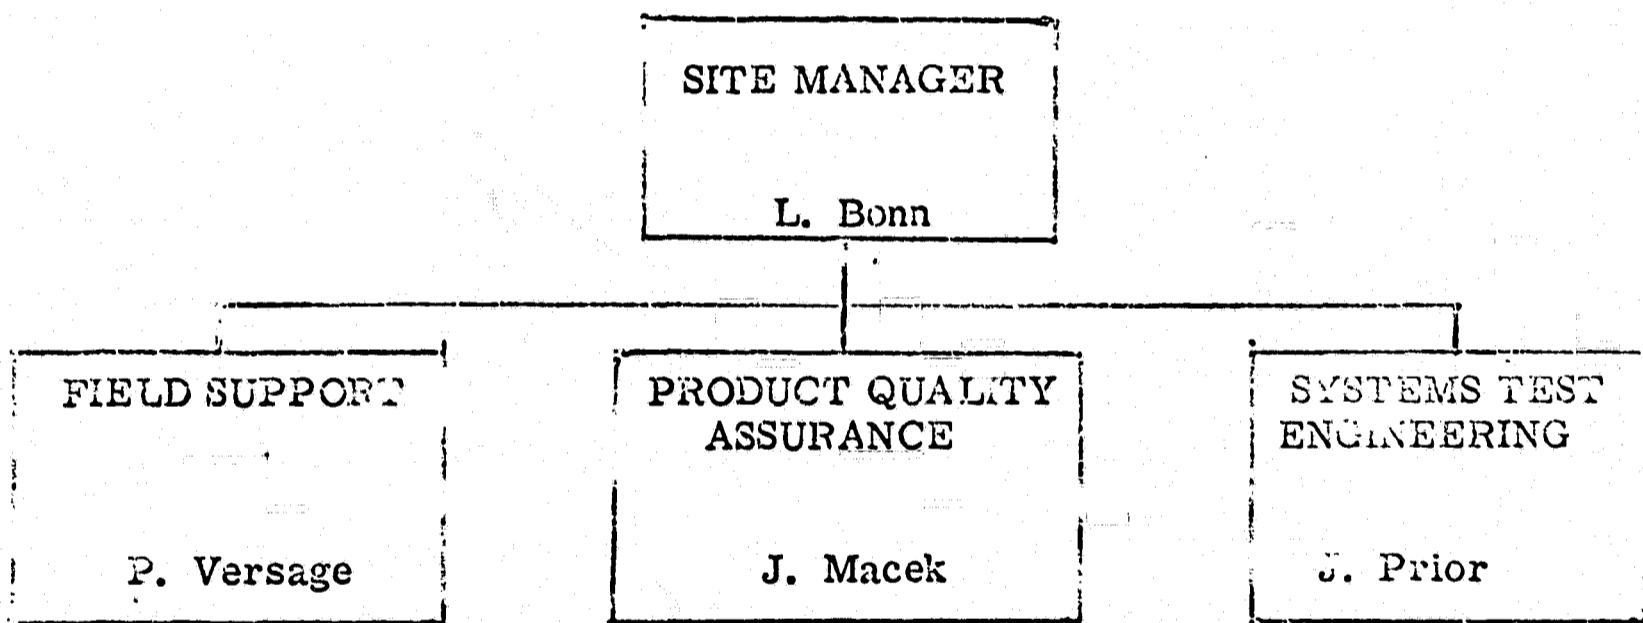 SITE MANAGER
L. Bonn
FIELD SUPPORT
P. Versage
PRODUCT QUALITY
ASSURANCE
J. Macek
SYSTEMS TEST
ENGINEERING
J. Prior